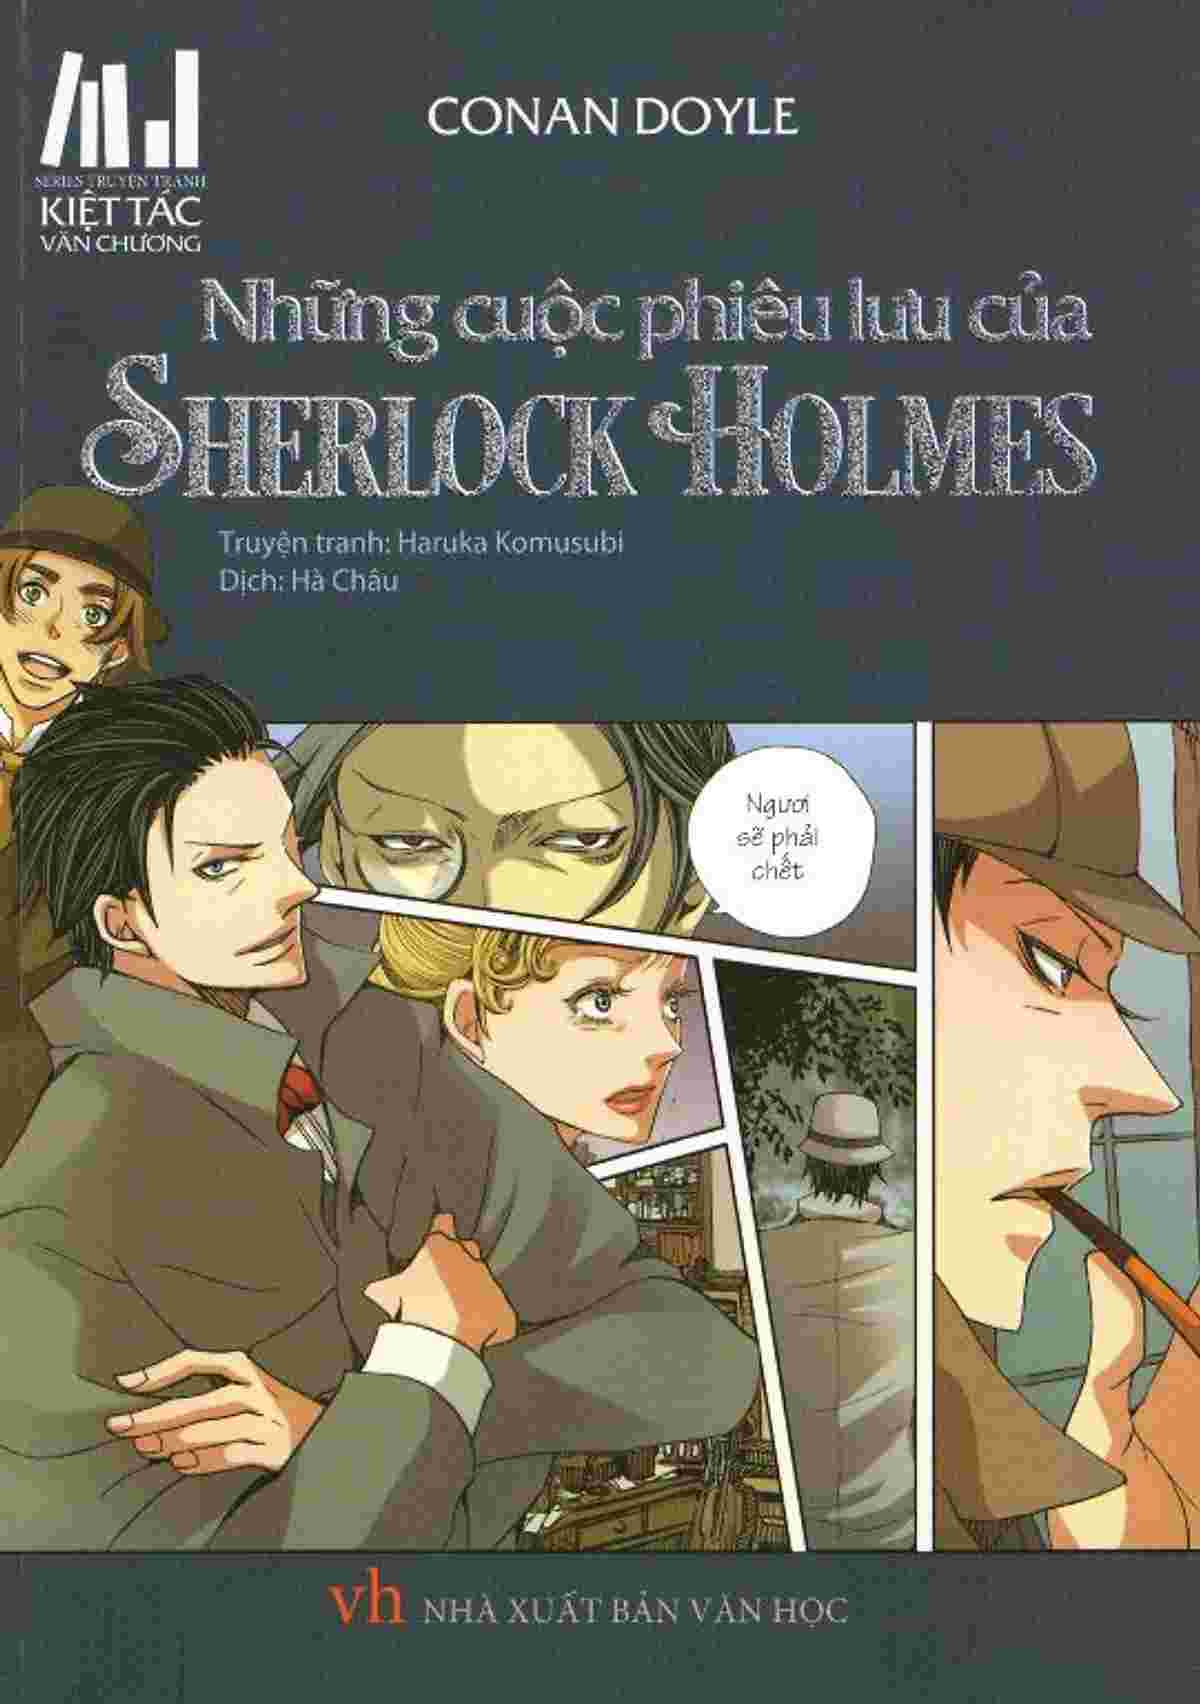 CONAN DOYLE
SERIES TRUYỆN TRANH
KIỆT TÁC
VĂN CHƯƠNG
Những cuộc phiêu lưu của
SHERLOCK HOLMES
Truyện tranh: Haruka Komusubi
Dịch: Hà Châu
Ngươi
sẽ phải
chết
vh NHÀ XUẤT BẢN VĂN HỌC